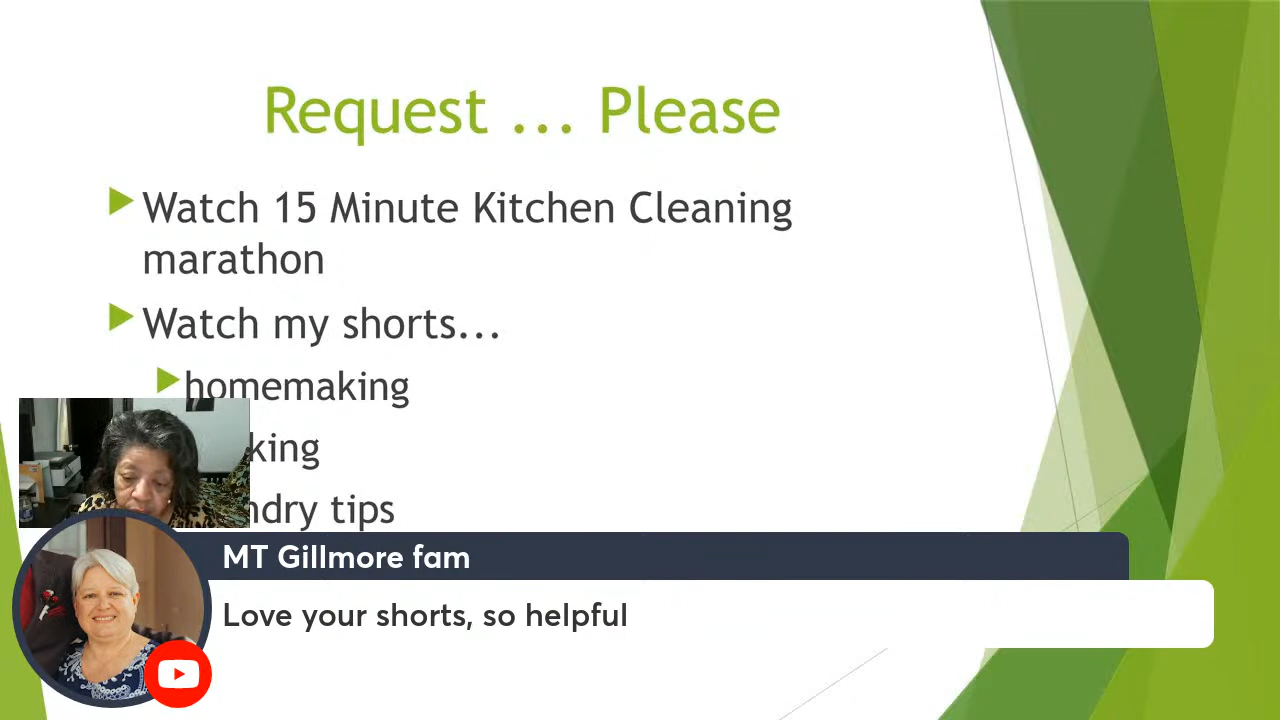 Request ... Please
Watch 15 Minute Kitchen Cleaning
marathon
Watch my shorts...
homemaking
king
ndry tips
MT Gillmore fam
Love your shorts, so helpful